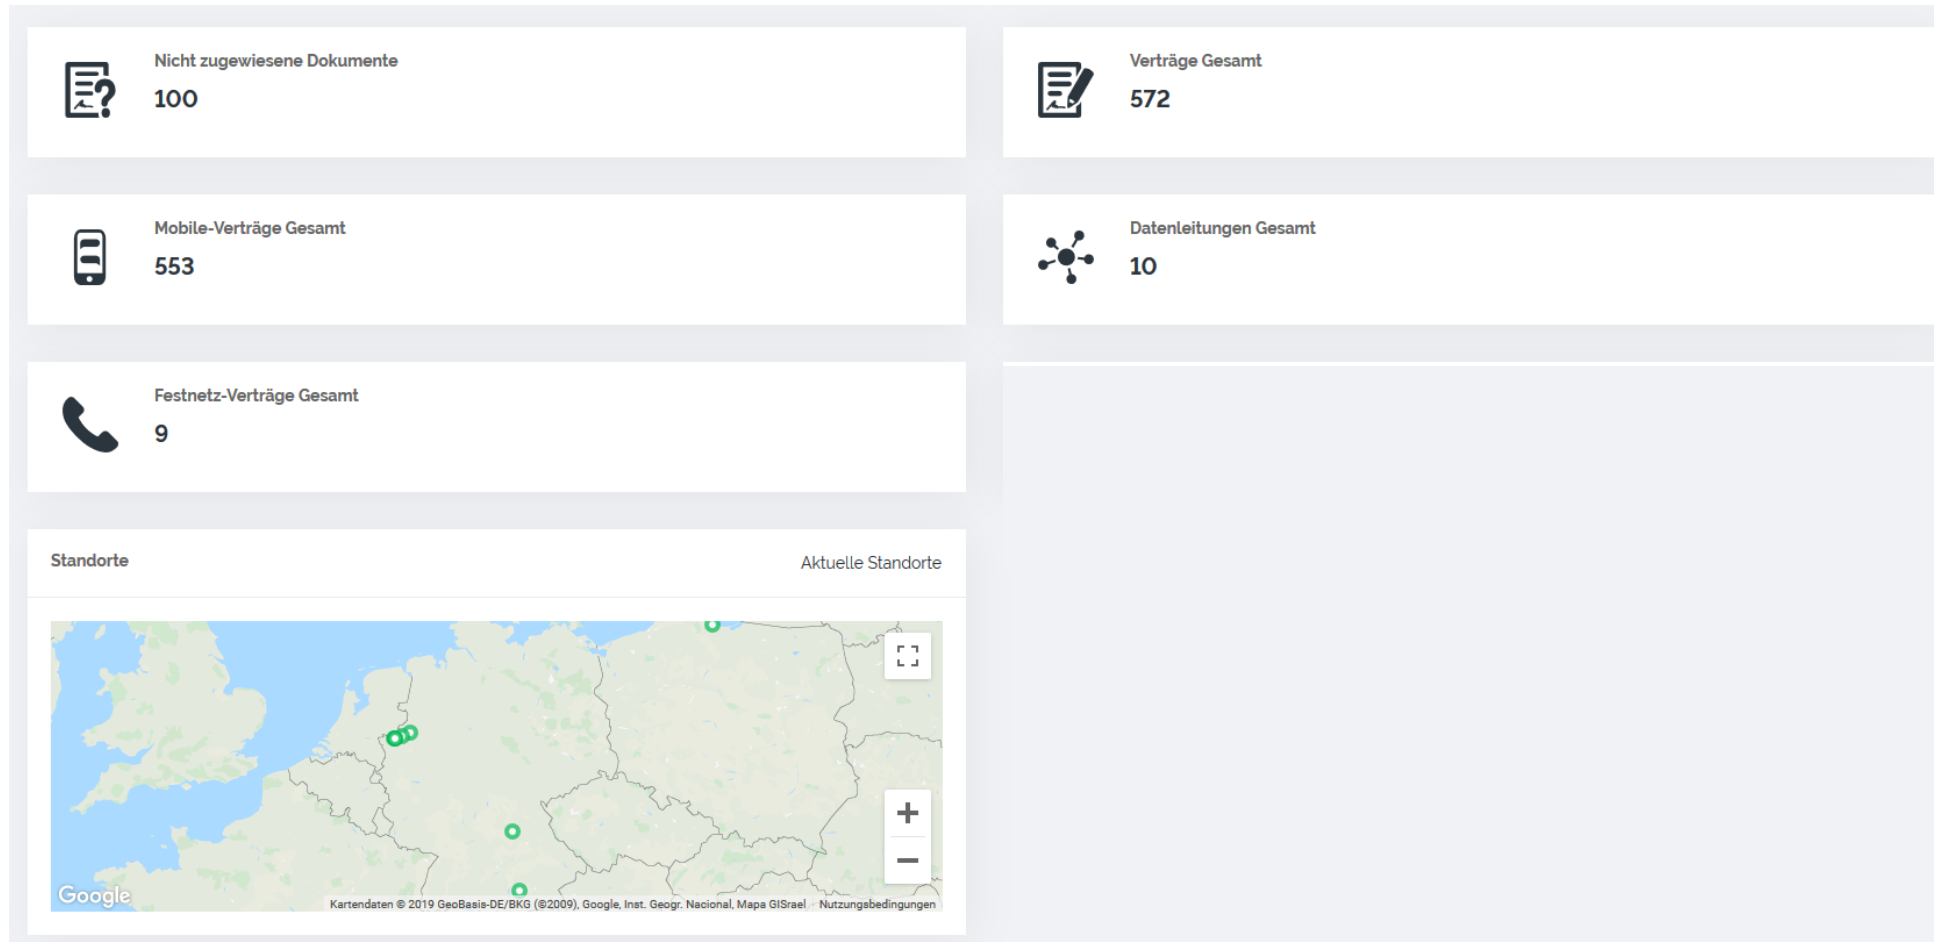 Nicht zugewiesene Dokumente
100
Verträge Gesamt
572
Mobile-Verträge Gesamt
553
Datenleitungen Gesamt
10
Festnetz-Verträge Gesamt
9
Standorte
Aktuelle Standorte
Google
Kartendaten © 2019 GeoBasis-DE/BKG (©2009), Google, Inst. Geogr. Nacional, Mapa GISrael
Nutzungsbedingungen